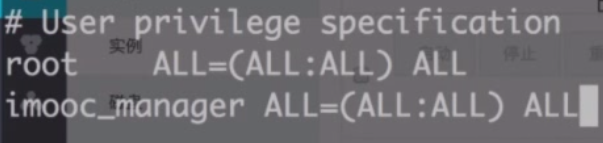 # User privilege specification
实例
root    ALL=(ALL:ALL) ALL
停止
imooc_manager ALL=(ALL:ALL) ALL